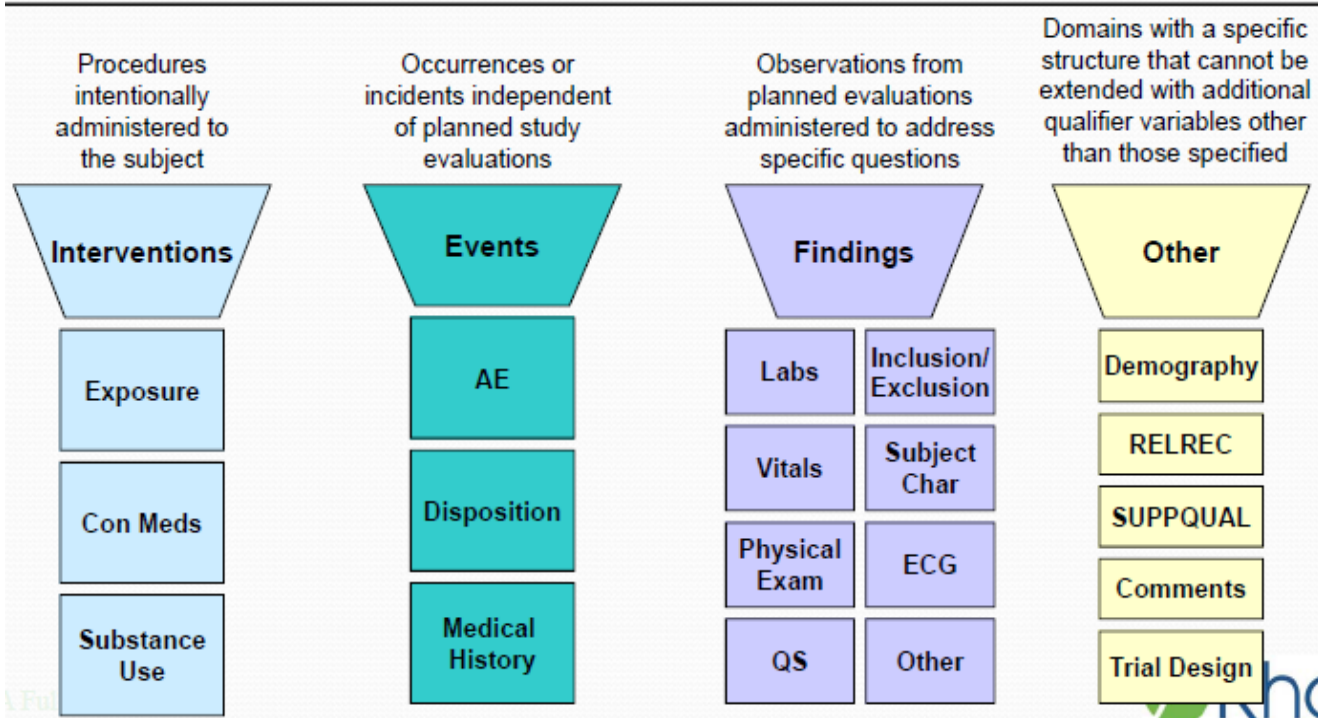 Procedures
intentionally
administered to
the subject
Interventions
Exposure
Con Meds
Substance
Use
Occurrences or
incidents independent
of planned study
evaluations
Events
AE
Disposition
Medical
History
Observations from
planned evaluations
administered to address
specific questions
Findings
Labs
Inclusion/
Exclusion
Vitals
Subject
Char
Physical
Exam
ECG
QS
Other
Domains with a specific
structure that cannot be
extended with additional
qualifier variables other
than those specified
Other
Demography
RELREC
SUPPQUAL
Comments
Trial Design